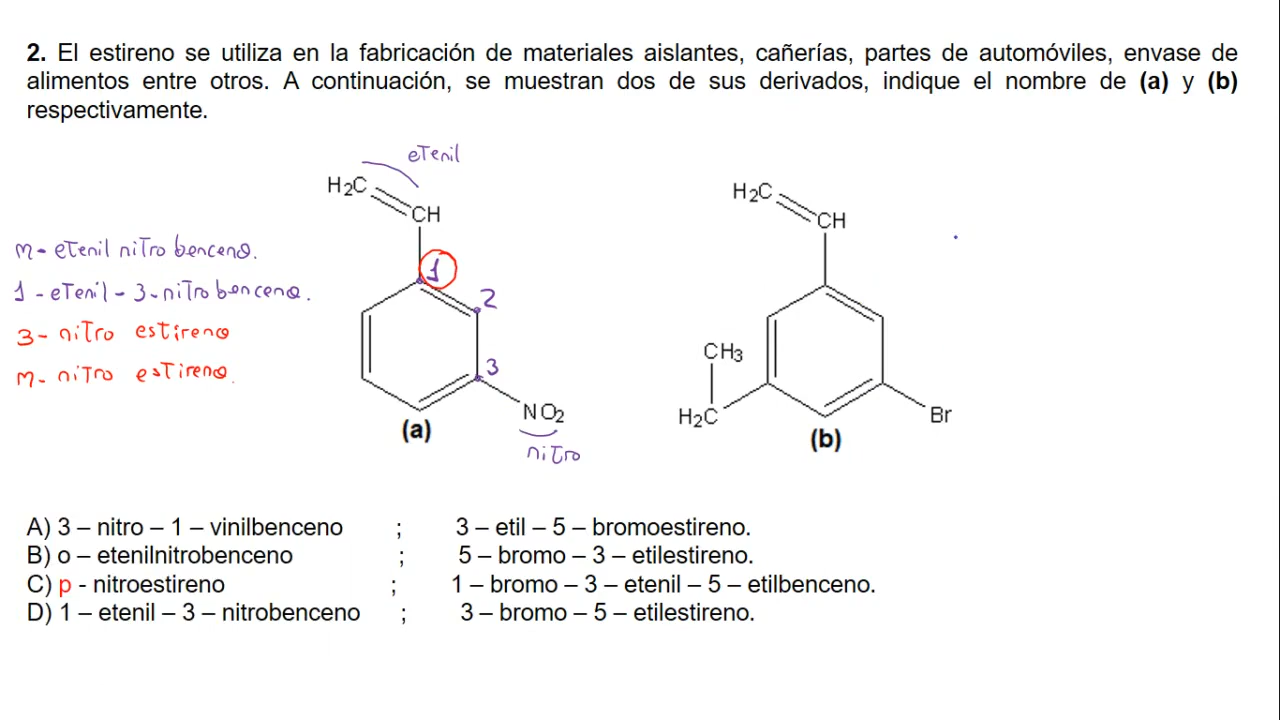 2. El estireno se utiliza en la fabricación de materiales aislantes, cañerías, partes de automóviles, envase de
alimentos entre otros. A continuación, se muestran dos de sus derivados, indique el nombre de (a) y (b)
respectivamente.
eTenil
H2C
CH
m- eTenil niTro benceno.
1 - eTenil - 3 - niTro benceno.
3- niTro esTireno
m- niTro esTireno.
1
2
3
NO2
niTro
(a)
H2C
CH
CH3
H2C
Br
(b)
A) 3 – nitro – 1 – vinilbenceno ; 3 – etil – 5 – bromoestireno.
B) o – etenilnitrobenceno ; 5 – bromo – 3 – etilestireno.
C) p - nitroestireno ; 1 – bromo – 3 – etenil – 5 – etilbenceno.
D) 1 – etenil – 3 – nitrobenceno ; 3 – bromo – 5 – etilestireno.